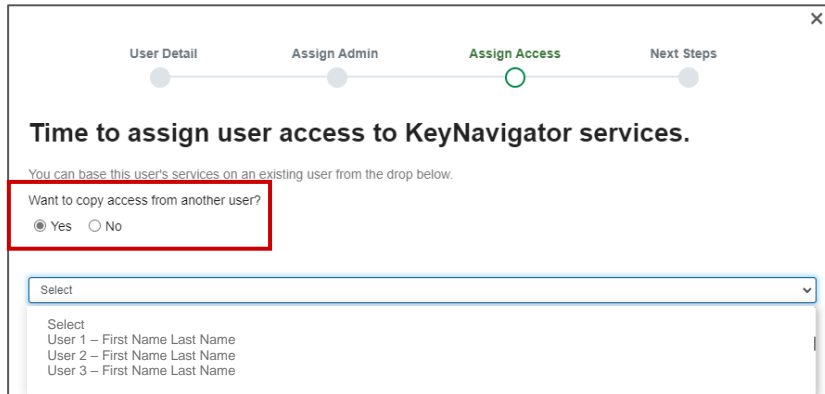 User Detail Assign Admin Assign Access Next Steps
Time to assign user access to KeyNavigator services.
You can base this user's services on an existing user from the drop below.
Want to copy access from another user?
Yes No
Select
Select
User 1 – First Name Last Name
User 2 – First Name Last Name
User 3 – First Name Last Name